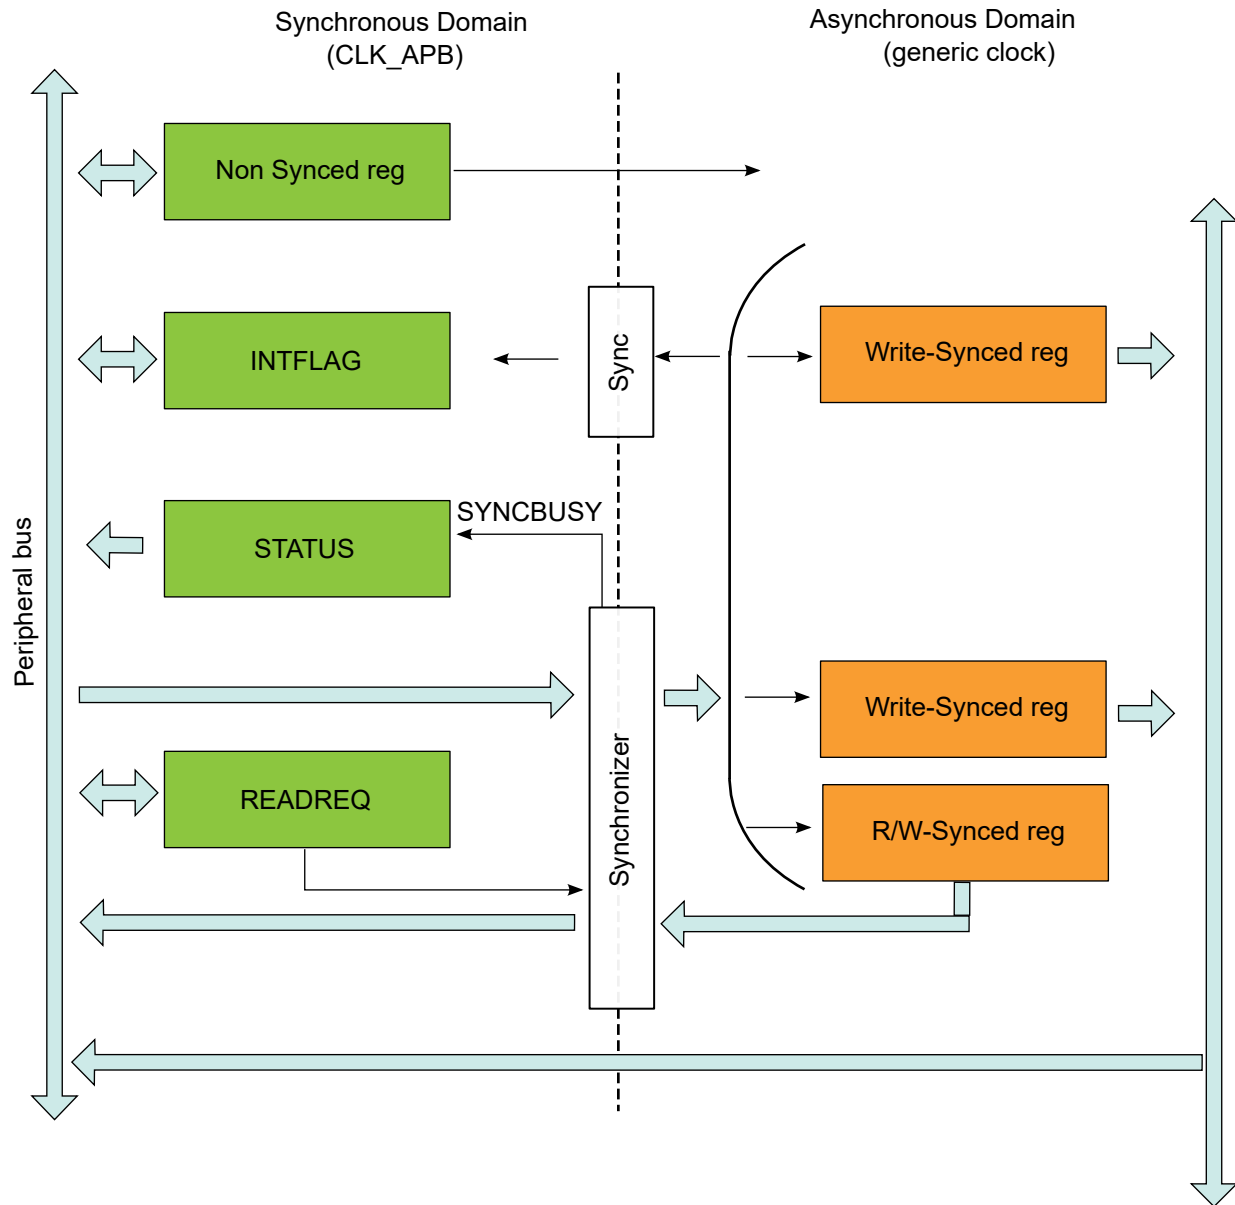 Synchronous Domain
(CLK_APB)
Asynchronous Domain
(generic clock)
Non Synced reg
INTFLAG
Sync
Write-Synced reg
SYNCBUSY
STATUS
Peripheral bus
Write-Synced reg
Synchronizer
READREQ
R/W-Synced reg